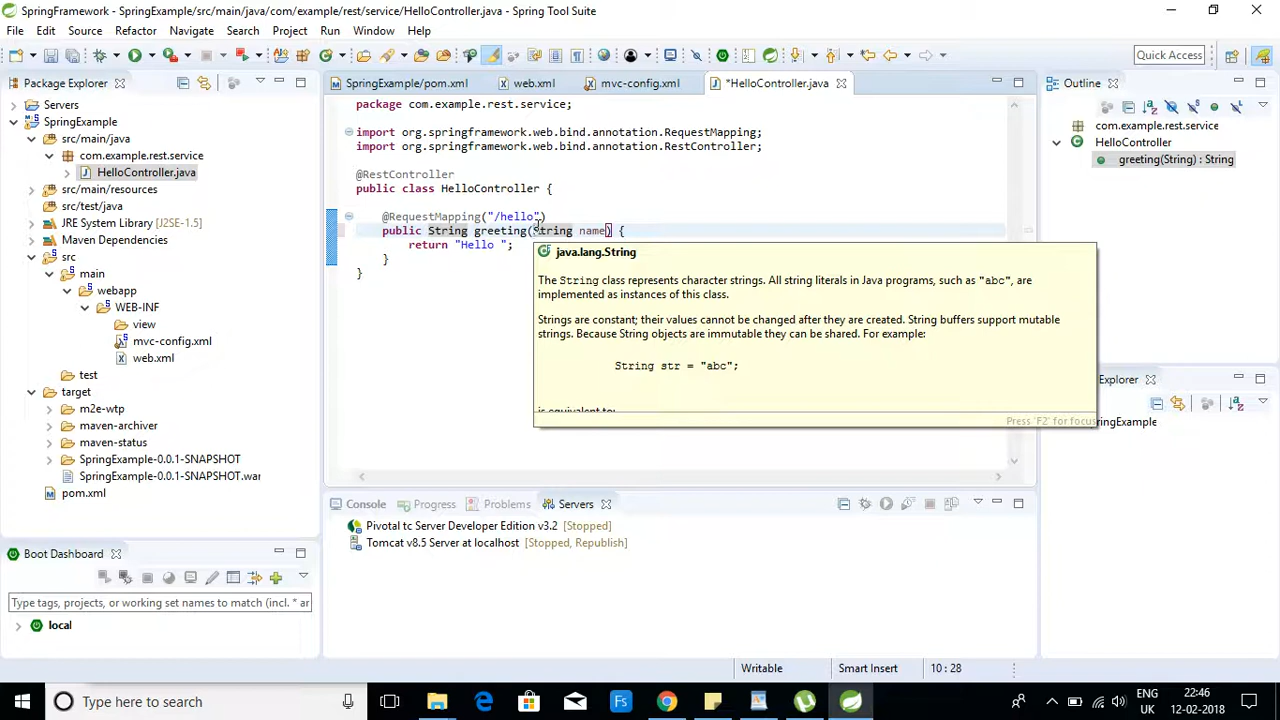 SpringFramework - SpringExample/src/main/java/com/example/rest/service/HelloController.java - Spring Tool Suite
File Edit Source Refactor Navigate Search Project Run Window Help
Quick Access
Package Explorer
Servers
SpringExample
src/main/java
com.example.rest.service
HelloController.java
src/main/resources
src/test/java
JRE System Library [J2SE-1.5]
Maven Dependencies
src
main
webapp
WEB-INF
view
mvc-config.xml
web.xml
test
target
m2e-wtp
maven-archiver
maven-status
SpringExample-0.0.1-SNAPSHOT
SpringExample-0.0.1-SNAPSHOT.war
pom.xml
Boot Dashboard
Type tags, projects, or working set names to match (incl. * ar
local
SpringExample/pom.xml web.xml mvc-config.xml *HelloController.java
package com.example.rest.service;
import org.springframework.web.bind.annotation.RequestMapping;
import org.springframework.web.bind.annotation.RestController;
@RestController
public class HelloController {
@RequestMapping("/hello")
public String greeting(String name) {
return "Hello ";
}
}
java.lang.String
The String class represents character strings. All string literals in Java programs, such as "abc", are
implemented as instances of this class.
Strings are constant; their values cannot be changed after they are created. String buffers support mutable
strings. Because String objects are immutable they can be shared. For example:
String str = "abc";
is equivalent to:
Press 'F2' for focus
Console Progress Problems Servers
Pivotal tc Server Developer Edition v3.2 [Stopped]
Tomcat v8.5 Server at localhost [Stopped, Republish]
Outline
com.example.rest.service
HelloController
greeting(String) : String
Explorer
ringExample
Writable Smart Insert 10 : 28
Type here to search
ENG
UK
22:46
12-02-2018